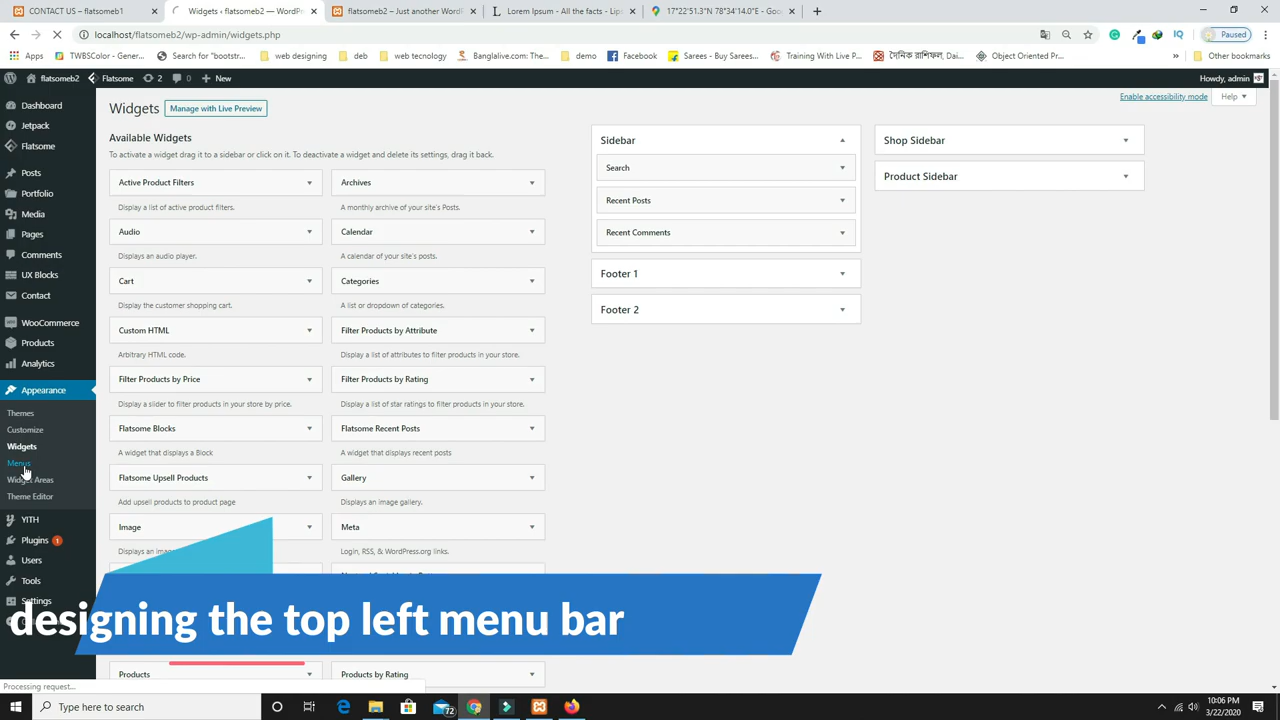 CONTACT US – flatsomeb2
Widgets ‹ flatsomeb2 — WordPr
flatsomeb2 – Just another WordP
Lorem Ipsum - All the facts - Lip
17°22'51.3"N 78°34'14.0"E - Goo
localhost/flatsomeb2/wp-admin/widgets.php
Paused
Apps
TWBSColor - Gener...
Search for "bootstr...
web designing
web tecnology
Banglalive.com
demo
Facebook
Sarees - Buy Sarees...
Training With Live P...
দৈনিক রাশিফল, Dai...
Object Oriented Pr...
Other bookmarks
flatsomeb2
Flatsome
2
0
New
Howdy, admin
Dashboard
Jetpack
Flatsome
Posts
Portfolio
Media
Pages
Comments
UX Blocks
Contact
WooCommerce
Products
Analytics
Appearance
Themes
Customize
Widgets
Menus
Widget Areas
Theme Editor
YITH
Plugins 1
Users
Tools
Settings
Widgets
Manage with Live Preview
Enable accessibility mode
Help
Available Widgets
To activate a widget drag it to a sidebar or click on it. To deactivate a widget and delete its settings, drag it back.
Active Product Filters
Display a list of active product filters.
Archives
A monthly archive of your site's Posts.
Audio
Displays an audio player.
Calendar
A calendar of your site's posts.
Cart
Display the customer shopping cart.
Categories
A list or dropdown of categories.
Custom HTML
Arbitrary HTML code.
Filter Products by Attribute
Display a list of attributes to filter products in your store.
Filter Products by Price
Display a slider to filter products in your store by price.
Filter Products by Rating
Display a list of star ratings to filter products in your store.
Flatsome Blocks
A widget that displays a Block
Flatsome Recent Posts
A widget that displays recent posts
Flatsome Upsell Products
Add upsell products to product page
Gallery
Displays an image gallery.
Image
Displays an im
Meta
Login, RSS, & WordPress.org links.
Products
Products by Rating
Sidebar
Search
Recent Posts
Recent Comments
Footer 1
Footer 2
Shop Sidebar
Product Sidebar
designing the top left menu bar
Processing request...
Type here to search
72
10:06 PM
3/22/2020